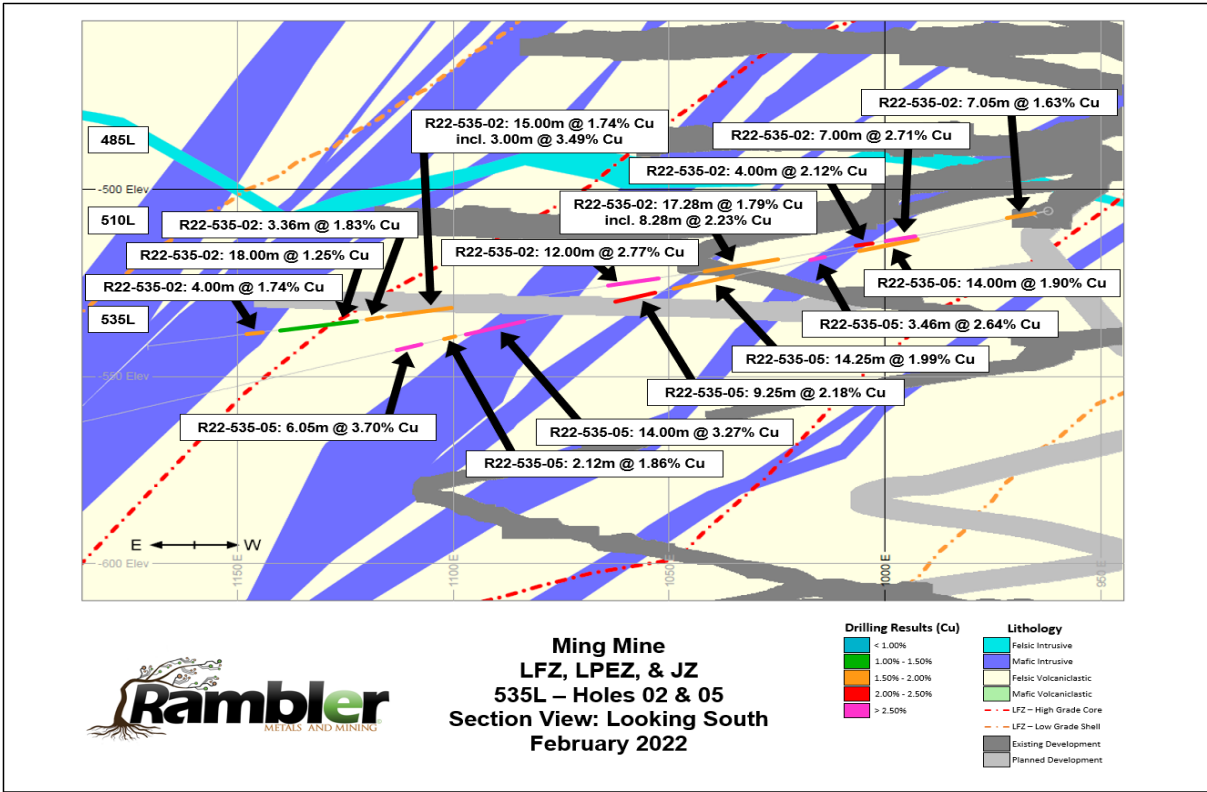 R22-535-02: 7.05m @ 1.63% Cu
R22-535-02: 15.00m @ 1.74% Cu
incl. 3.00m @ 3.49% Cu
R22-535-02: 7.00m @ 2.71% Cu
485L
R22-535-02: 4.00m @ 2.12% Cu
-500 Elev
R22-535-02: 17.28m @ 1.79% Cu
incl. 8.28m @ 2.23% Cu
510L
R22-535-02: 3.36m @ 1.83% Cu
R22-535-02: 18.00m @ 1.25% Cu
R22-535-02: 12.00m @ 2.77% Cu
R22-535-02: 4.00m @ 1.74% Cu
R22-535-05: 14.00m @ 1.90% Cu
535L
R22-535-05: 3.46m @ 2.64% Cu
R22-535-05: 14.25m @ 1.99% Cu
-550 Elev
R22-535-05: 9.25m @ 2.18% Cu
R22-535-05: 6.05m @ 3.70% Cu
R22-535-05: 14.00m @ 3.27% Cu
R22-535-05: 2.12m @ 1.86% Cu
E W
-600 Elev
1150 E
1100 E
1050 E
1000 E
950 E
Rambler
METALS AND MINING
Ming Mine
LFZ, LPEZ, & JZ
535L – Holes 02 & 05
Section View: Looking South
February 2022
Drilling Results (Cu)
< 1.00%
1.00% - 1.50%
1.50% - 2.00%
2.00% - 2.50%
> 2.50%
Lithology
Felsic Intrusive
Mafic Intrusive
Felsic Volcaniclastic
Mafic Volcaniclastic
LFZ – High Grade Core
LFZ – Low Grade Shell
Existing Development
Planned Development